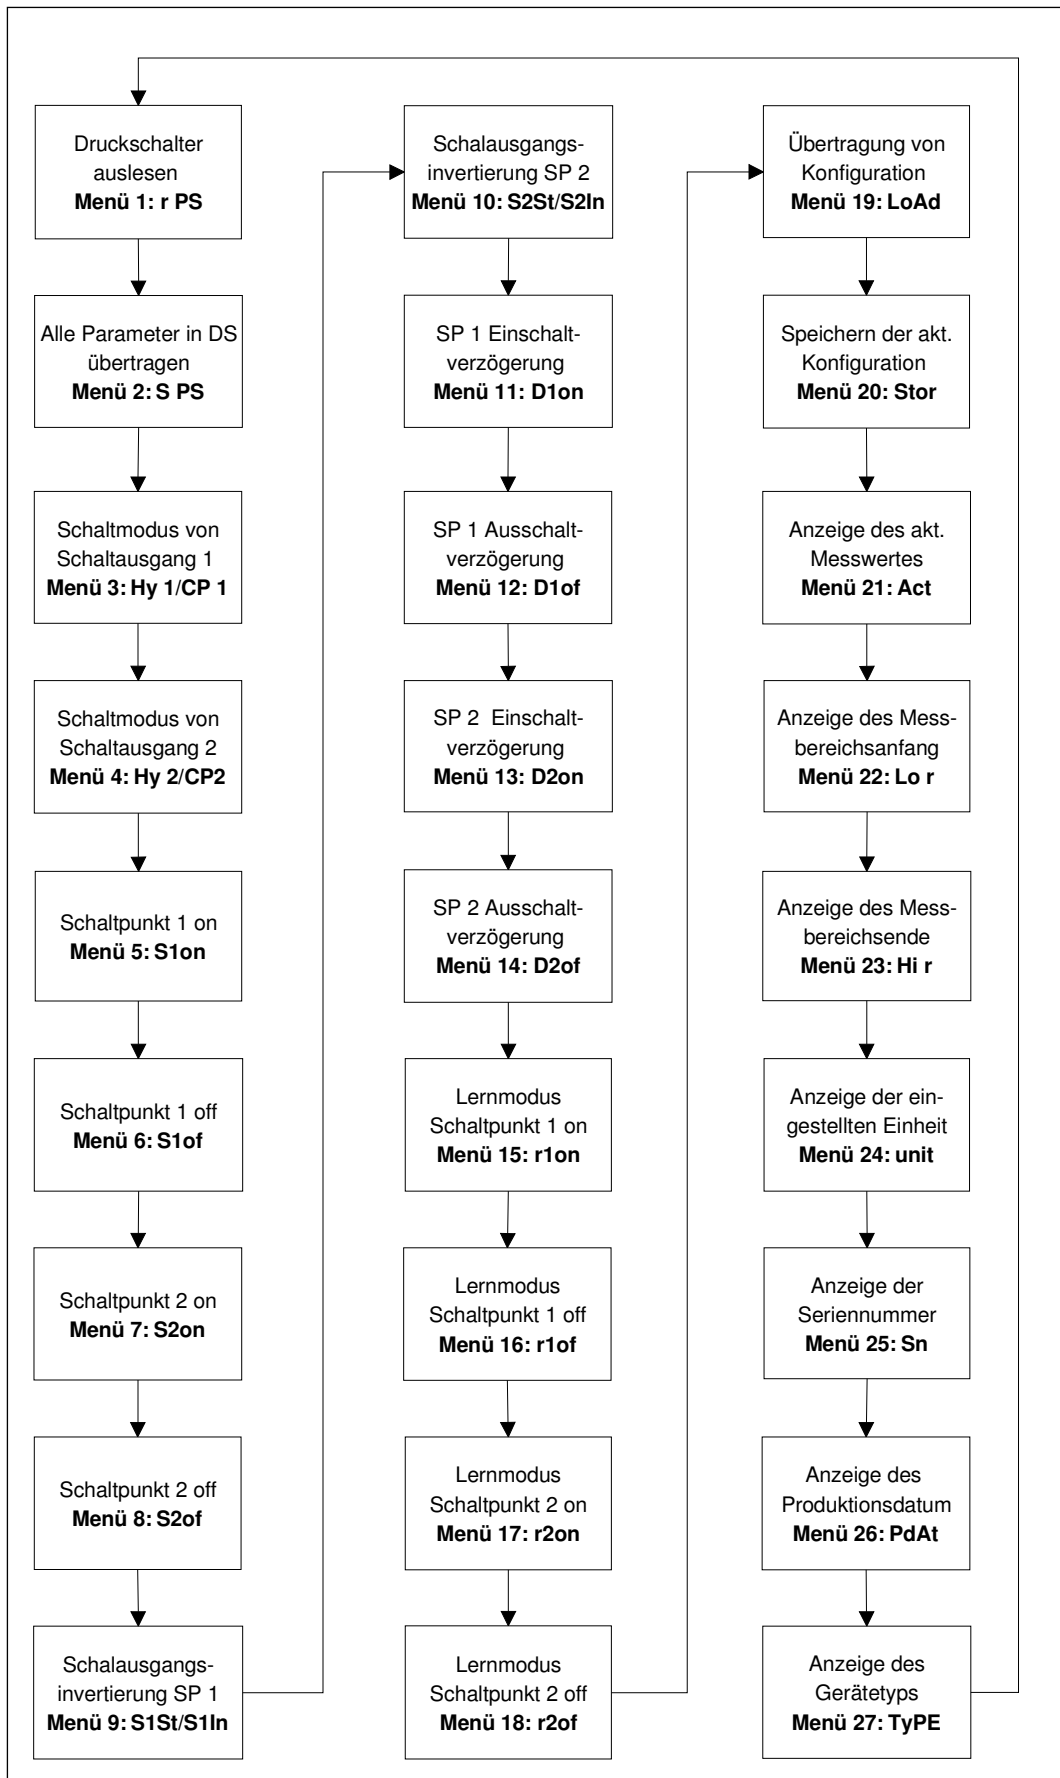 Druckschalter
auslesen
Menü 1: r PS
Alle Parameter in DS
übertragen
Menü 2: S PS
Schaltmodus von
Schaltausgang 1
Menü 3: Hy 1/CP 1
Schaltmodus von
Schaltausgang 2
Menü 4: Hy 2/CP2
Schaltpunkt 1 on
Menü 5: S1on
Schaltpunkt 1 off
Menü 6: S1of
Schaltpunkt 2 on
Menü 7: S2on
Schaltpunkt 2 off
Menü 8: S2of
Schalausgangs-
invertierung SP 1
Menü 9: S1St/S1In
Schalausgangs-
invertierung SP 2
Menü 10: S2St/S2In
SP 1 Einschalt-
verzögerung
Menü 11: D1on
SP 1 Ausschalt-
verzögerung
Menü 12: D1of
SP 2 Einschalt-
verzögerung
Menü 13: D2on
SP 2 Ausschalt-
verzögerung
Menü 14: D2of
Lernmodus
Schaltpunkt 1 on
Menü 15: r1on
Lernmodus
Schaltpunkt 1 off
Menü 16: r1of
Lernmodus
Schaltpunkt 2 on
Menü 17: r2on
Lernmodus
Schaltpunkt 2 off
Menü 18: r2of
Übertragung von
Konfiguration
Menü 19: LoAd
Speichern der akt.
Konfiguration
Menü 20: Stor
Anzeige des akt.
Messwertes
Menü 21: Act
Anzeige des Mess-
bereichsanfang
Menü 22: Lo r
Anzeige des Mess-
bereichsende
Menü 23: Hi r
Anzeige der ein-
gestellten Einheit
Menü 24: unit
Anzeige der
Seriennummer
Menü 25: Sn
Anzeige des
Produktionsdatum
Menü 26: PdAt
Anzeige des
Gerätetyps
Menü 27: TyPE